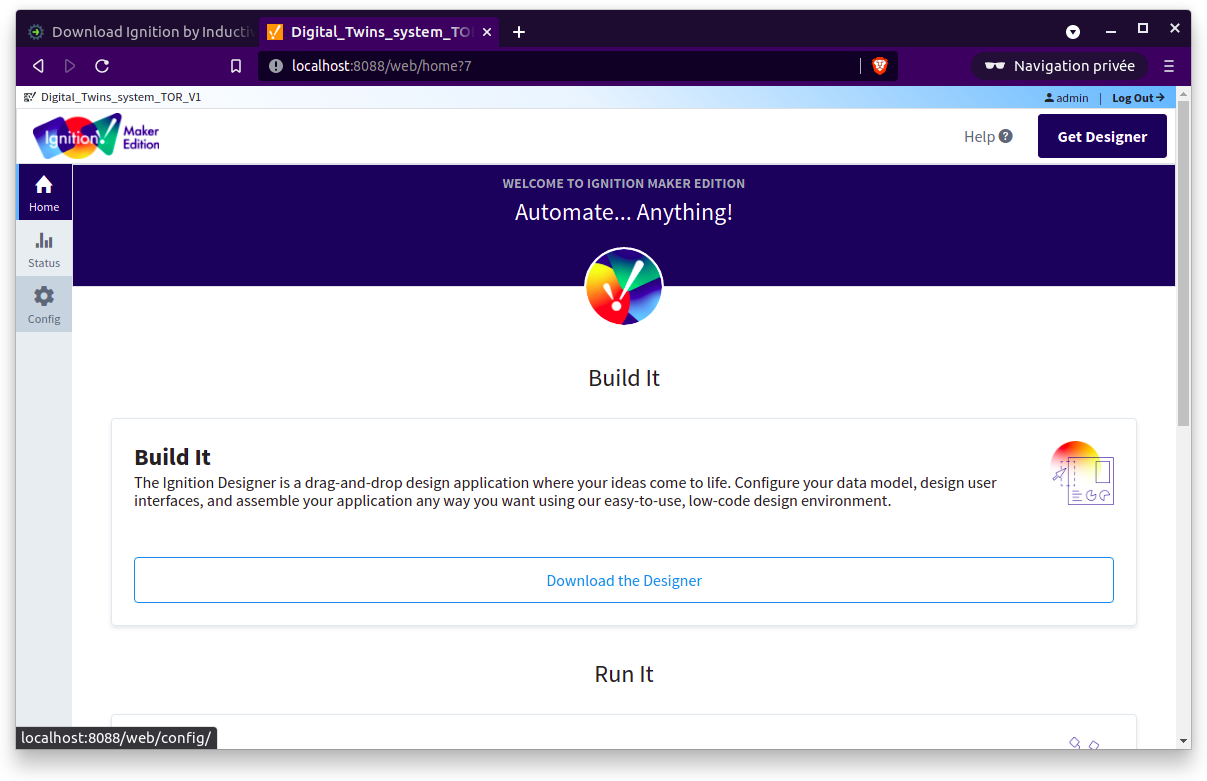 Download Ignition by Inducti
Digital_Twins_system_TO
localhost:8088/web/home?7
Navigation privée
Digital_Twins_system_TOR_V1
admin | Log Out
Ignition!
Maker
Edition
Help
Get Designer
Home
Status
Config
WELCOME TO IGNITION MAKER EDITION
Automate... Anything!
Build It
Build It
The Ignition Designer is a drag-and-drop design application where your ideas come to life. Configure your data model, design user
interfaces, and assemble your application any way you want using our easy-to-use, low-code design environment.
Download the Designer
Run It
localhost:8088/web/config/